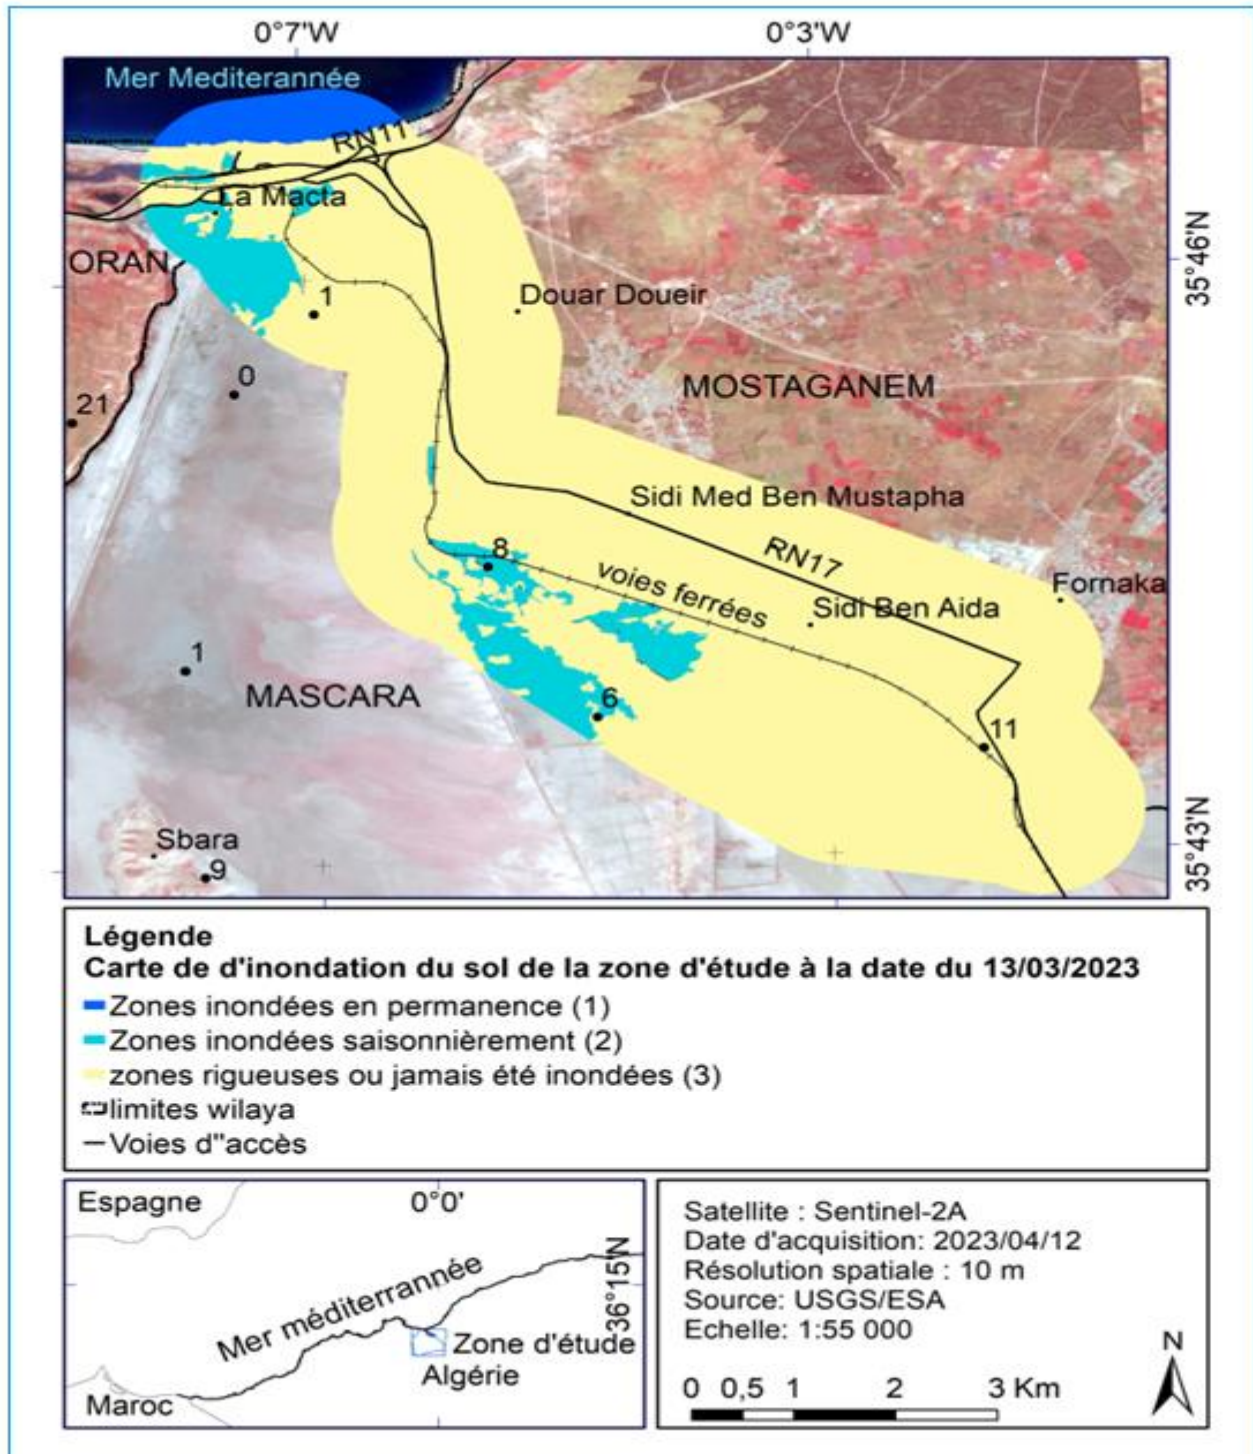 0°7'W
0°3'W
Mer Mediterannée
RN11
La Macta
ORAN
35°46'N
1
Douar Doueir
0
MOSTAGANEM
21
Sidi Med Ben Mustapha
8
RN17
voies ferrées
Fornaka
Sidi Ben Aida
1
MASCARA
6
11
Sbara
9
35°43'N
Légende
Carte de d'inondation du sol de la zone d'étude à la date du 13/03/2023
Zones inondées en permanence (1)
Zones inondées saisonnièrement (2)
zones rigueuses ou jamais été inondées (3)
limites wilaya
Voies d"accès
Espagne
0°0'
36°15'N
Mer méditerrannée
Zone d'étude
Algérie
Maroc
Satellite : Sentinel-2A
Date d'acquisition: 2023/04/12
Résolution spatiale : 10 m
Source: USGS/ESA
Echelle: 1:55 000
N
0 0,5 1 2 3 Km